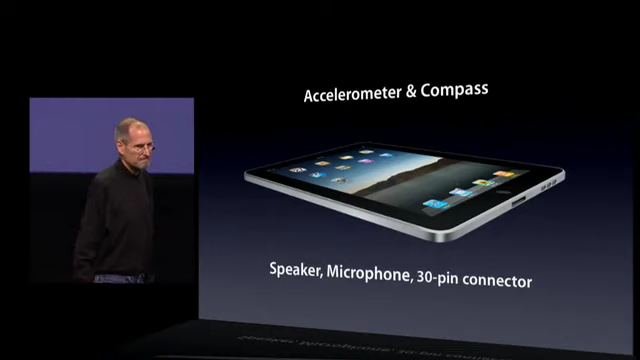 Accelerometer & Compass
Speaker, Microphone, 30-pin connector